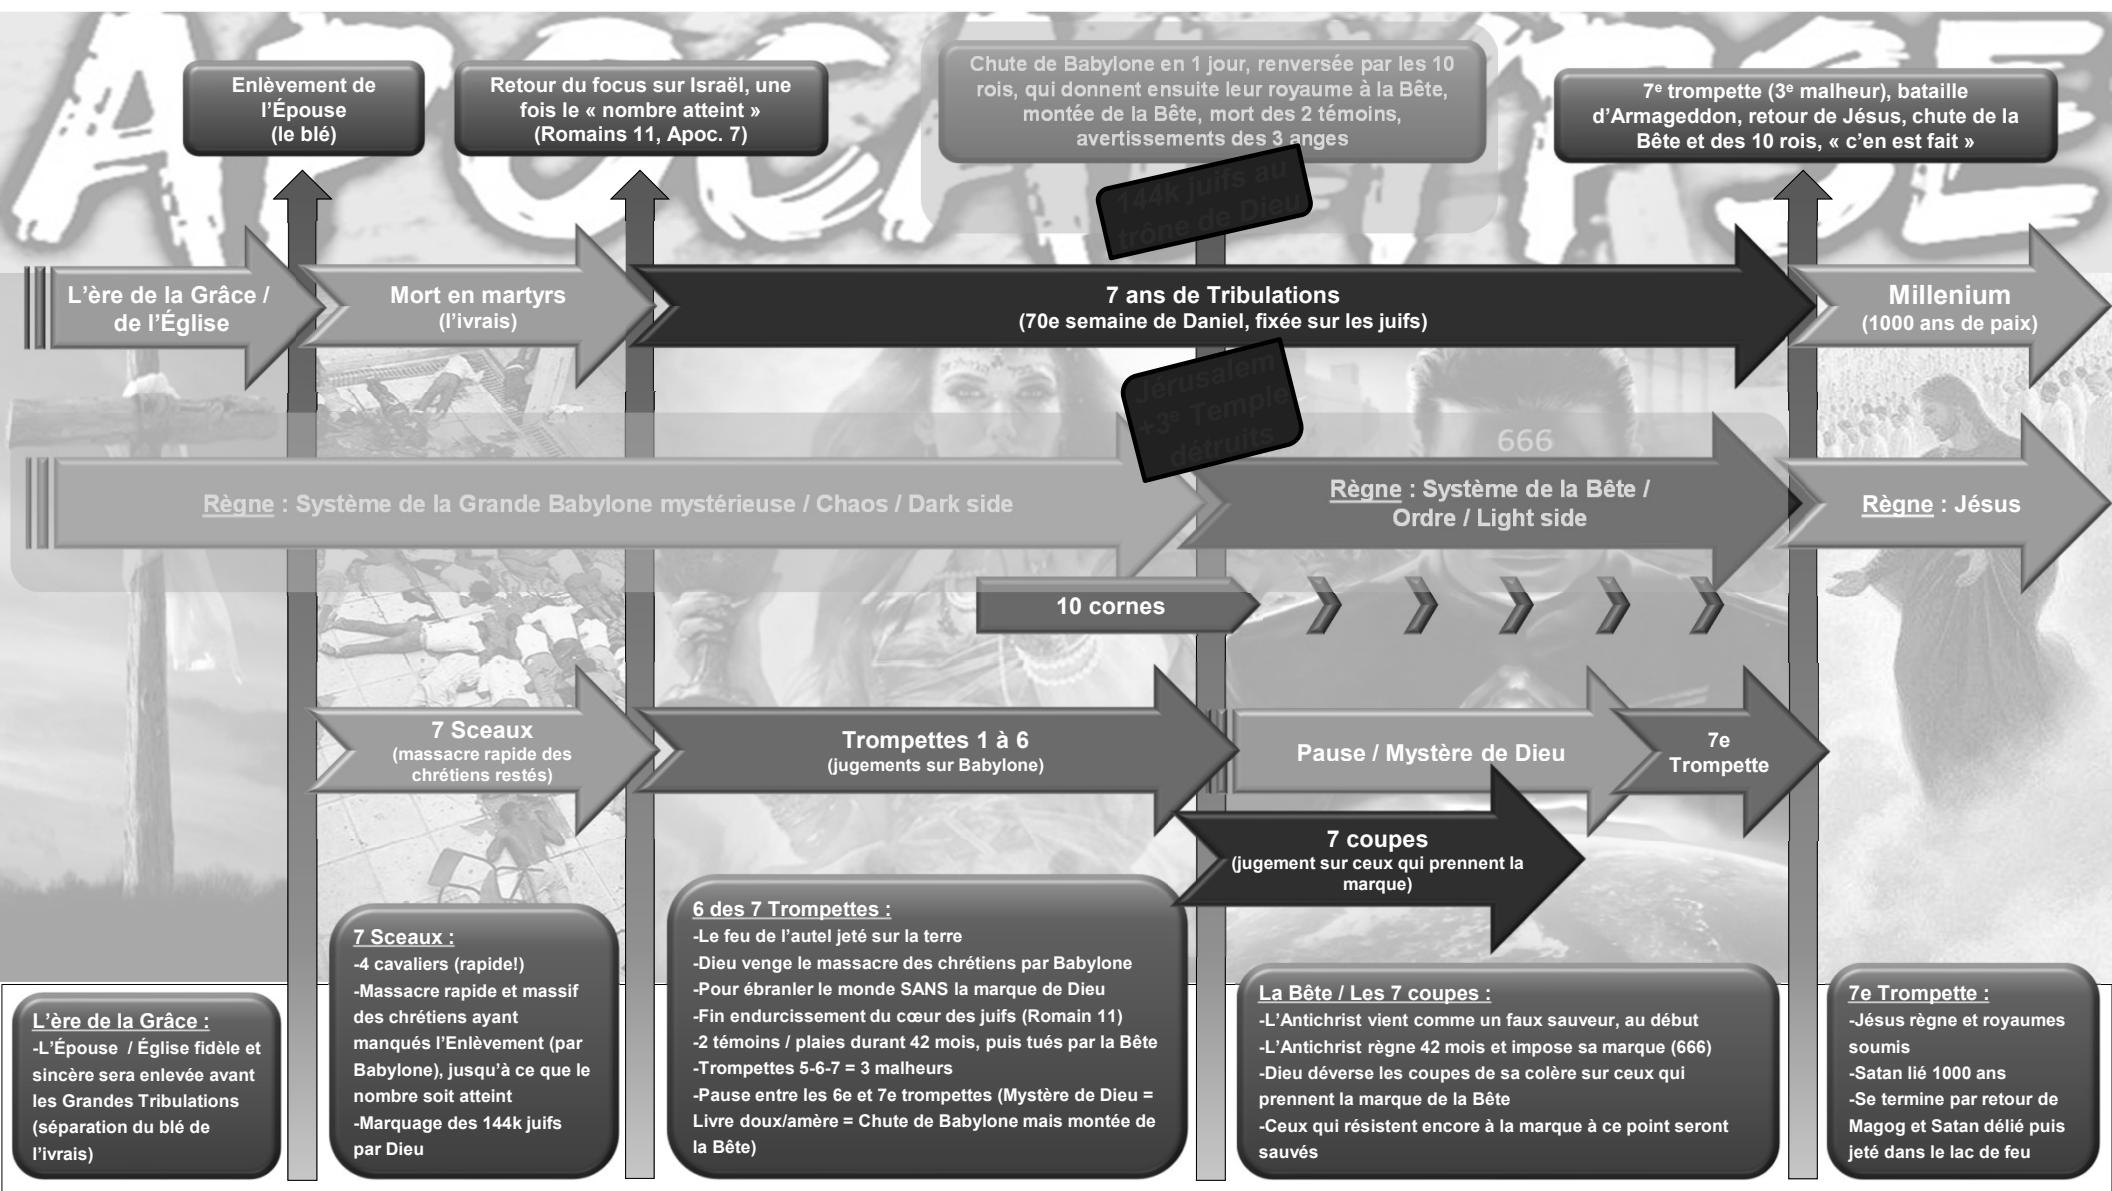 APOCALYPSE
Enlèvement de
l’Épouse
(le blé)
Retour du focus sur Israël, une
fois le « nombre atteint »
(Romains 11, Apoc. 7)
Chute de Babylone en 1 jour, renversée par les 10
rois, qui donnent ensuite leur royaume à la Bête,
montée de la Bête, mort des 2 témoins,
avertissements des 3 anges
7e trompette (3e malheur), bataille
d’Armageddon, retour de Jésus, chute de la
Bête et des 10 rois, « c’en est fait »
144k juifs au
trône de Dieu
L’ère de la Grâce /
de l’Église
Mort en martyrs
(l’ivrais)
7 ans de Tribulations
(70e semaine de Daniel, fixée sur les juifs)
Millenium
(1000 ans de paix)
Jérusalem
+3e Temple
détruits
666
Règne : Système de la Grande Babylone mystérieuse / Chaos / Dark side
Règne : Système de la Bête /
Ordre / Light side
Règne : Jésus
10 cornes
7 Sceaux
(massacre rapide des
chrétiens restés)
Trompettes 1 à 6
(jugements sur Babylone)
Pause / Mystère de Dieu
7e
Trompette
7 coupes
(jugement sur ceux qui prennent la
marque)
L’ère de la Grâce :
-L’Épouse / Église fidèle et
sincère sera enlevée avant
les Grandes Tribulations
(séparation du blé de
l’ivrais)
7 Sceaux :
-4 cavaliers (rapide!)
-Massacre rapide et massif
des chrétiens ayant
manqués l’Enlèvement (par
Babylone), jusqu’à ce que le
nombre soit atteint
-Marquage des 144k juifs
par Dieu
6 des 7 Trompettes :
-Le feu de l’autel jeté sur la terre
-Dieu venge le massacre des chrétiens par Babylone
-Pour ébranler le monde SANS la marque de Dieu
-Fin endurcissement du cœur des juifs (Romain 11)
-2 témoins / plaies durant 42 mois, puis tués par la Bête
-Trompettes 5-6-7 = 3 malheurs
-Pause entre les 6e et 7e trompettes (Mystère de Dieu =
Livre doux/amère = Chute de Babylone mais montée de
la Bête)
La Bête / Les 7 coupes :
-L’Antichrist vient comme un faux sauveur, au début
-L’Antichrist règne 42 mois et impose sa marque (666)
-Dieu déverse les coupes de sa colère sur ceux qui
prennent la marque de la Bête
-Ceux qui résistent encore à la marque à ce point seront
sauvés
7e Trompette :
-Jésus règne et royaumes
soumis
-Satan lié 1000 ans
-Se termine par retour de
Magog et Satan délié puis
jeté dans le lac de feu